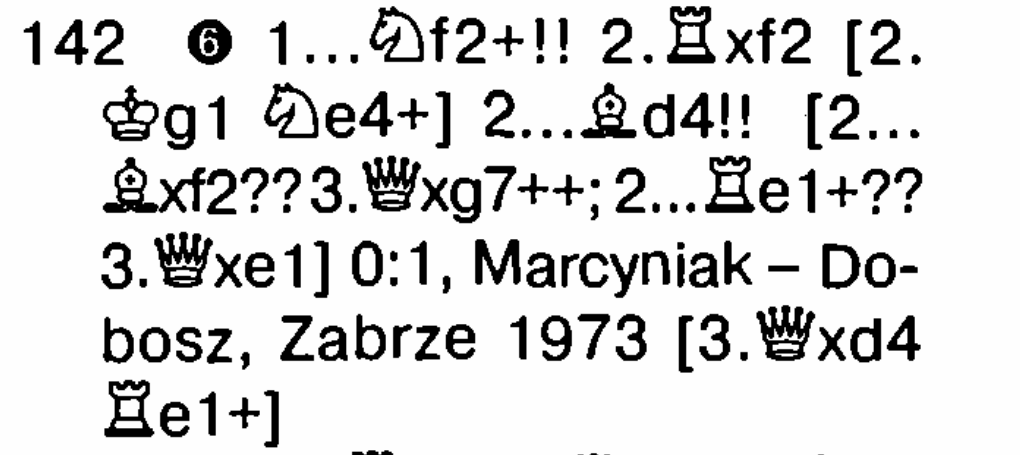 142 ❻ 1...♘f2+!! 2.♖xf2 [2.
♔g1 ♘e4+] 2...♗d4!! [2...
♗xf2?? 3.♕xg7++; 2...♖e1+??
3.♕xe1] 0:1, Marcyniak – Do-
bosz, Zabrze 1973 [3.♕xd4
♖e1+]